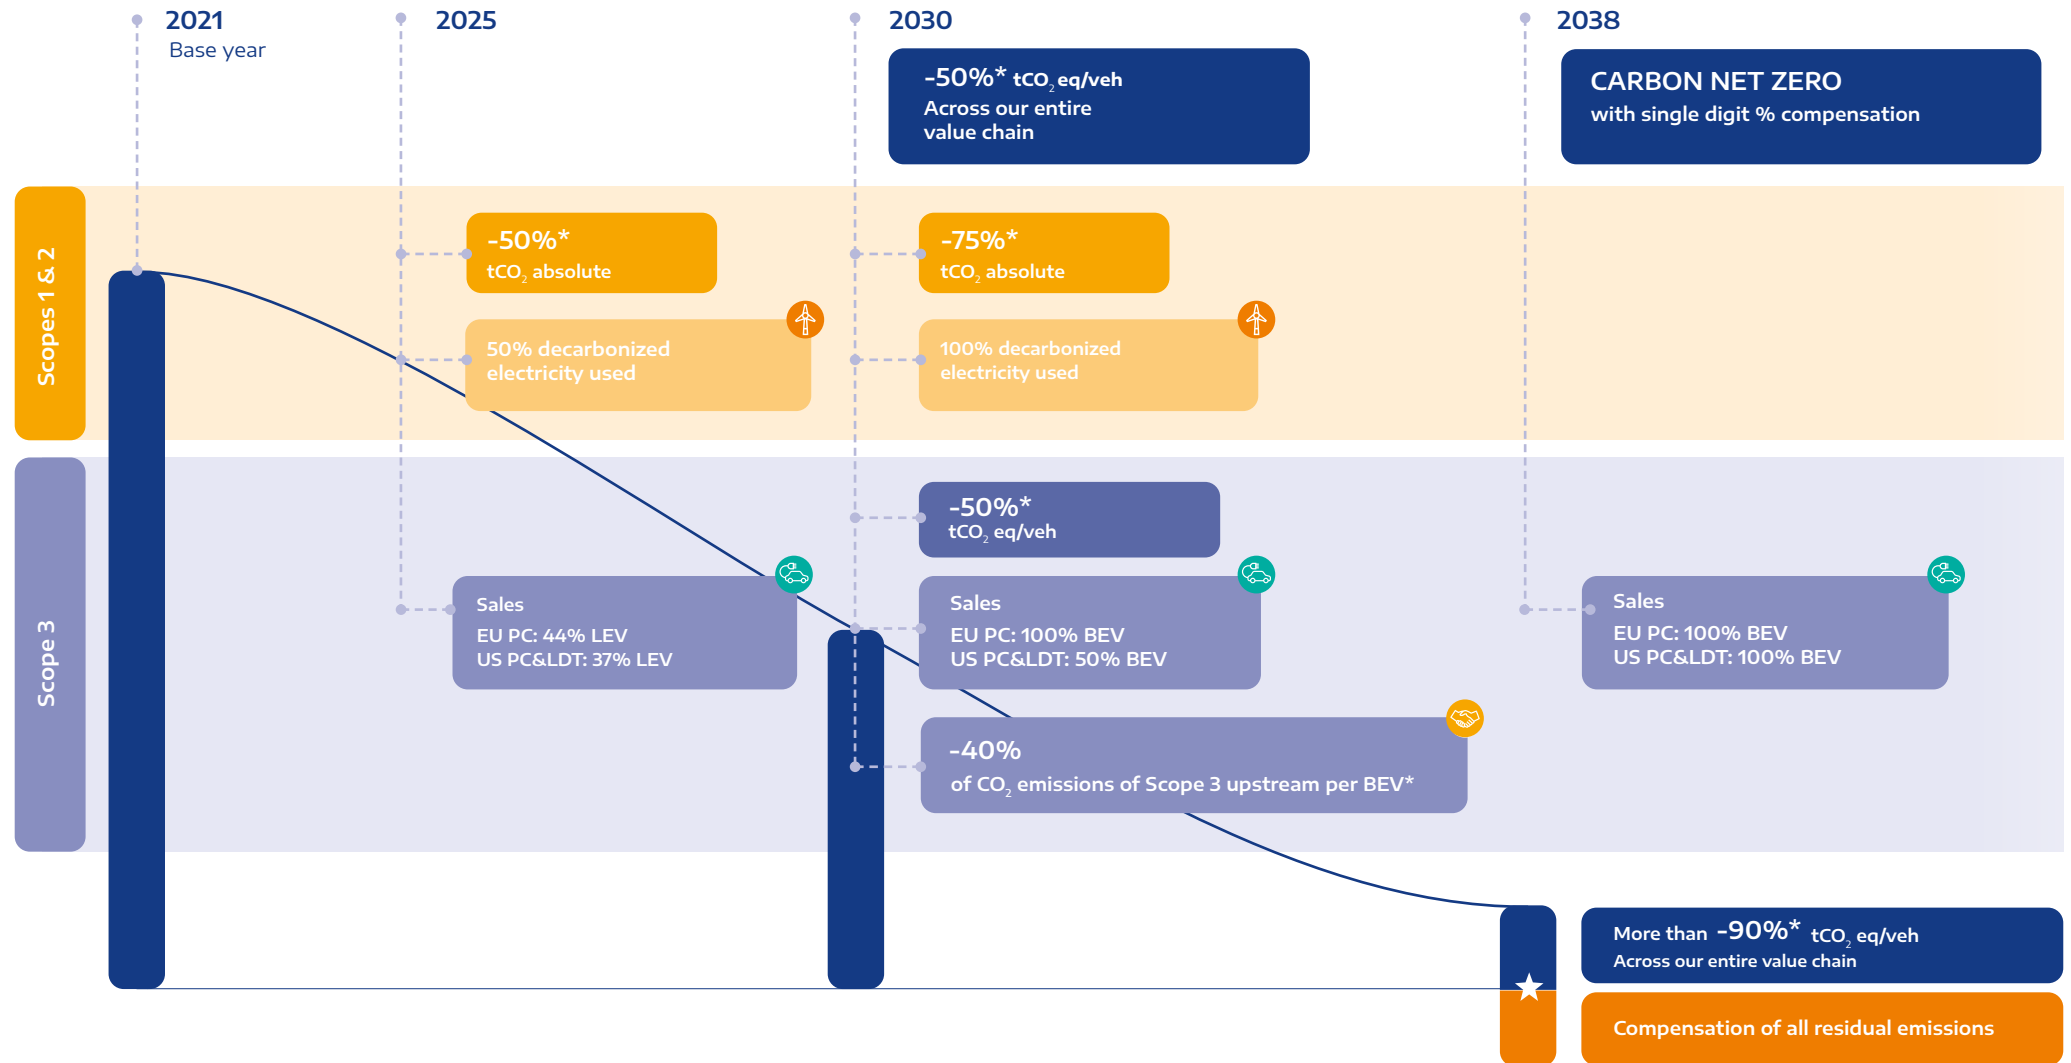 2021
Base year
2025
2030
2038
-50%* tCO₂ eq/veh
Across our entire
value chain
CARBON NET ZERO
with single digit % compensation
Scopes 1 & 2
-50%*
tCO₂ absolute
50% decarbonized
electricity used
-75%*
tCO₂ absolute
100% decarbonized
electricity used
Scope 3
Sales
EU PC: 44% LEV
US PC&LDT: 37% LEV
-50%*
tCO₂ eq/veh
Sales
EU PC: 100% BEV
US PC&LDT: 50% BEV
-40%
of CO₂ emissions of Scope 3 upstream per BEV*
Sales
EU PC: 100% BEV
US PC&LDT: 100% BEV
More than -90%* tCO₂ eq/veh
Across our entire value chain
Compensation of all residual emissions